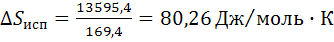 ΔSисп = 13595,4 / 169,4 = 80,26 Дж/моль · К